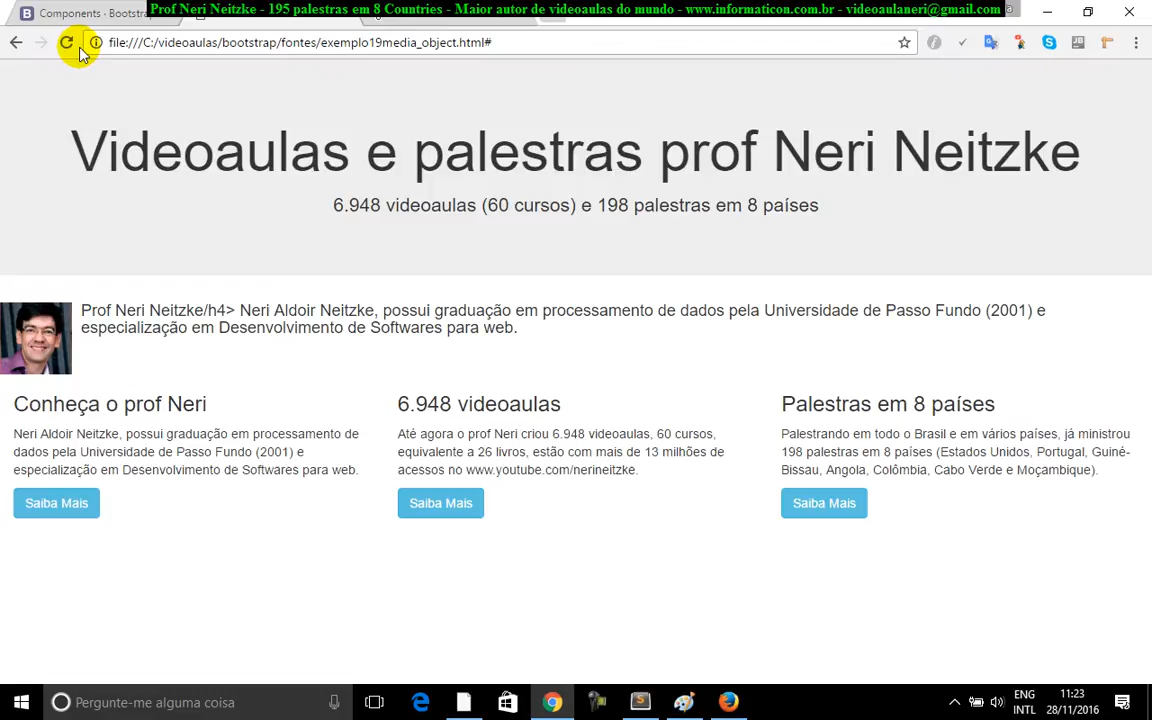 Prof Neri Neitzke - 195 palestras em 8 Countries - Maior autor de videoaulas do mundo - www.informaticon.com.br - videoaulaneri@gmail.com
Components - Bootstra
file:///C:/videoaulas/bootstrap/fontes/exemplo19media_object.html#
Videoaulas e palestras prof Neri Neitzke
6.948 videoaulas (60 cursos) e 198 palestras em 8 países
Prof Neri Neitzke/h4> Neri Aldoir Neitzke, possui graduação em processamento de dados pela Universidade de Passo Fundo (2001) e
especialização em Desenvolvimento de Softwares para web.
Conheça o prof Neri
Neri Aldoir Neitzke, possui graduação em processamento de
dados pela Universidade de Passo Fundo (2001) e
especialização em Desenvolvimento de Softwares para web.
Saiba Mais
6.948 videoaulas
Até agora o prof Neri criou 6.948 videoaulas, 60 cursos,
equivalente a 26 livros, estão com mais de 13 milhões de
acessos no www.youtube.com/nerineitzke.
Saiba Mais
Palestras em 8 países
Palestrando em todo o Brasil e em vários países, já ministrou
198 palestras em 8 países (Estados Unidos, Portugal, Guiné-
Bissau, Angola, Colômbia, Cabo Verde e Moçambique).
Saiba Mais
Pergunte-me alguma coisa
ENG
INTL
11:23
28/11/2016